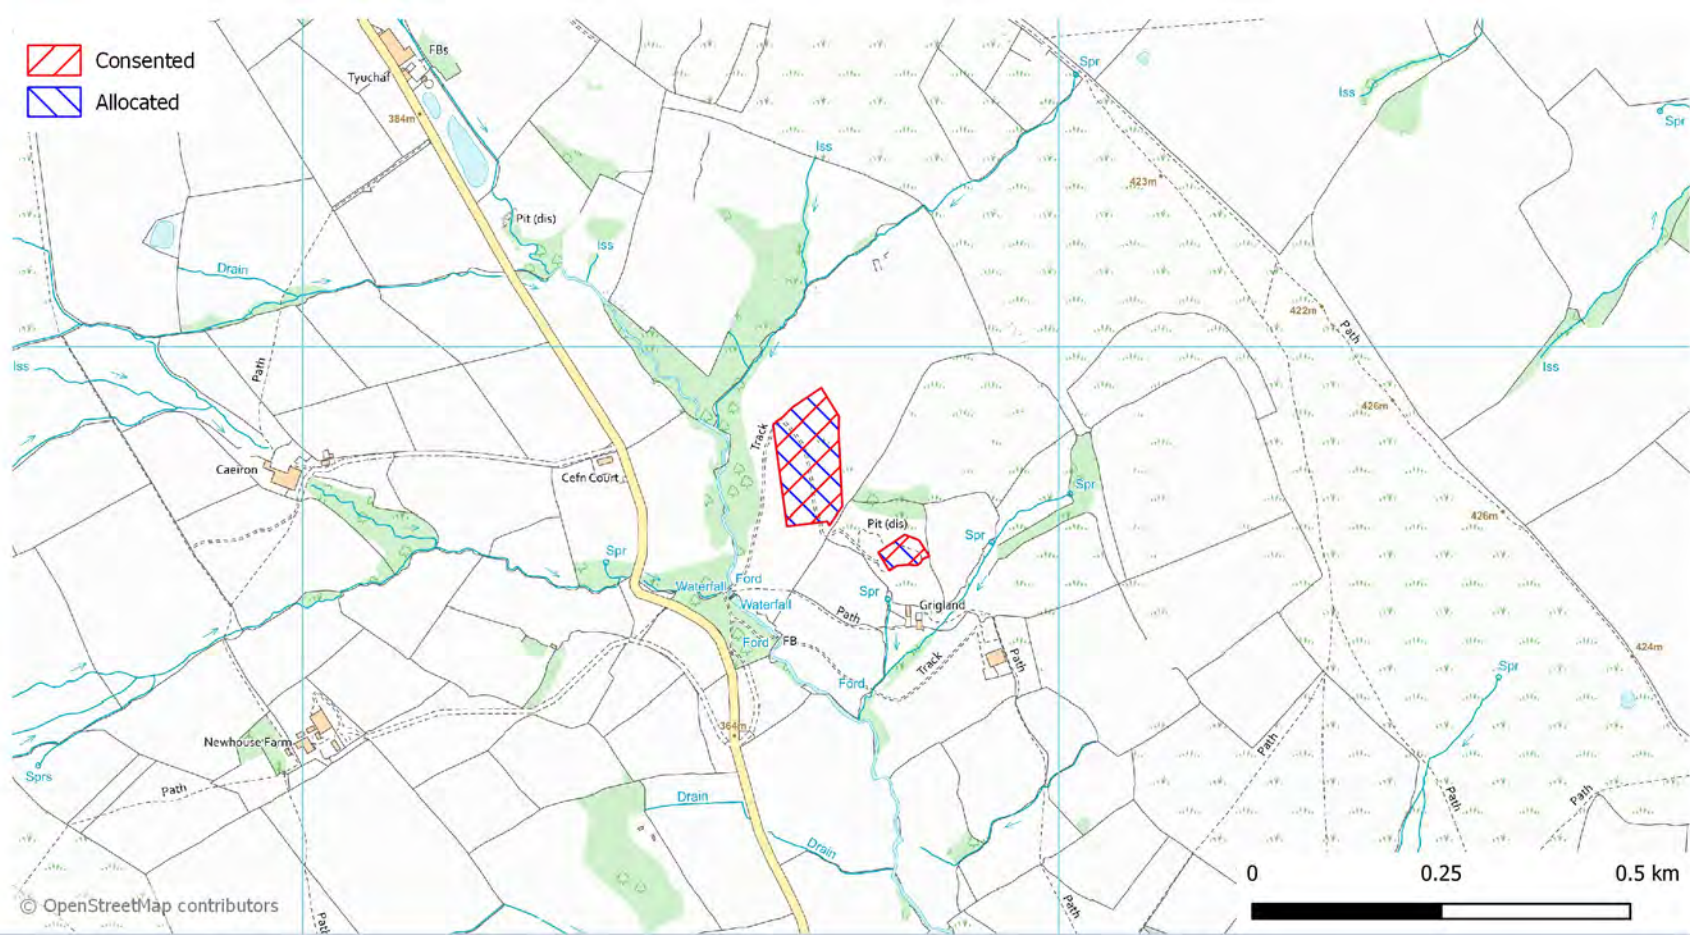 Consented
Allocated
FBs
Tyuchaf
384m
Spr
Iss
Spr
Iss
423m
Pit (dis)
Iss
Drain
422m
Path
Iss
Path
Iss
426m
Track
Caeiron
Cefn Court
Spr
426m
Pit (dis)
Spr
Spr
Ford
Waterfall
Waterfall
Spr
Grigland
Path
Ford
FB
424m
Track
Path
Spr
Ford
364m
Newhouse Farm
Path
Sprs
Path
Drain
Path
Path
Drain
0
0.25
0.5 km
© OpenStreetMap contributors
Path
Path